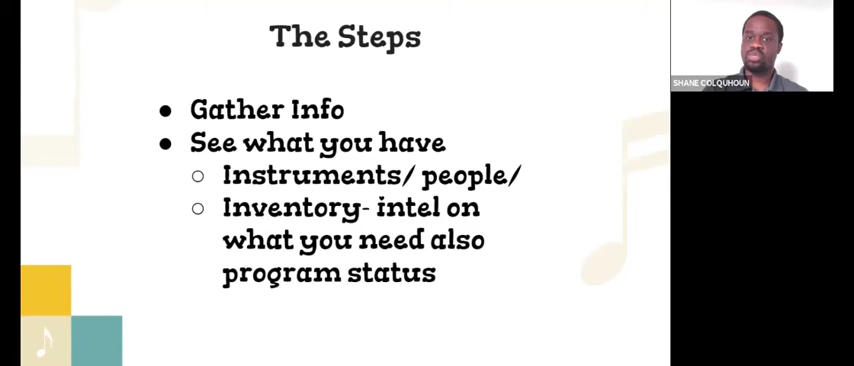 The Steps
● Gather Info
● See what you have
○ Instruments/ people/
○ Inventory- intel on
what you need also
program status
SHANE COLQUHOUN